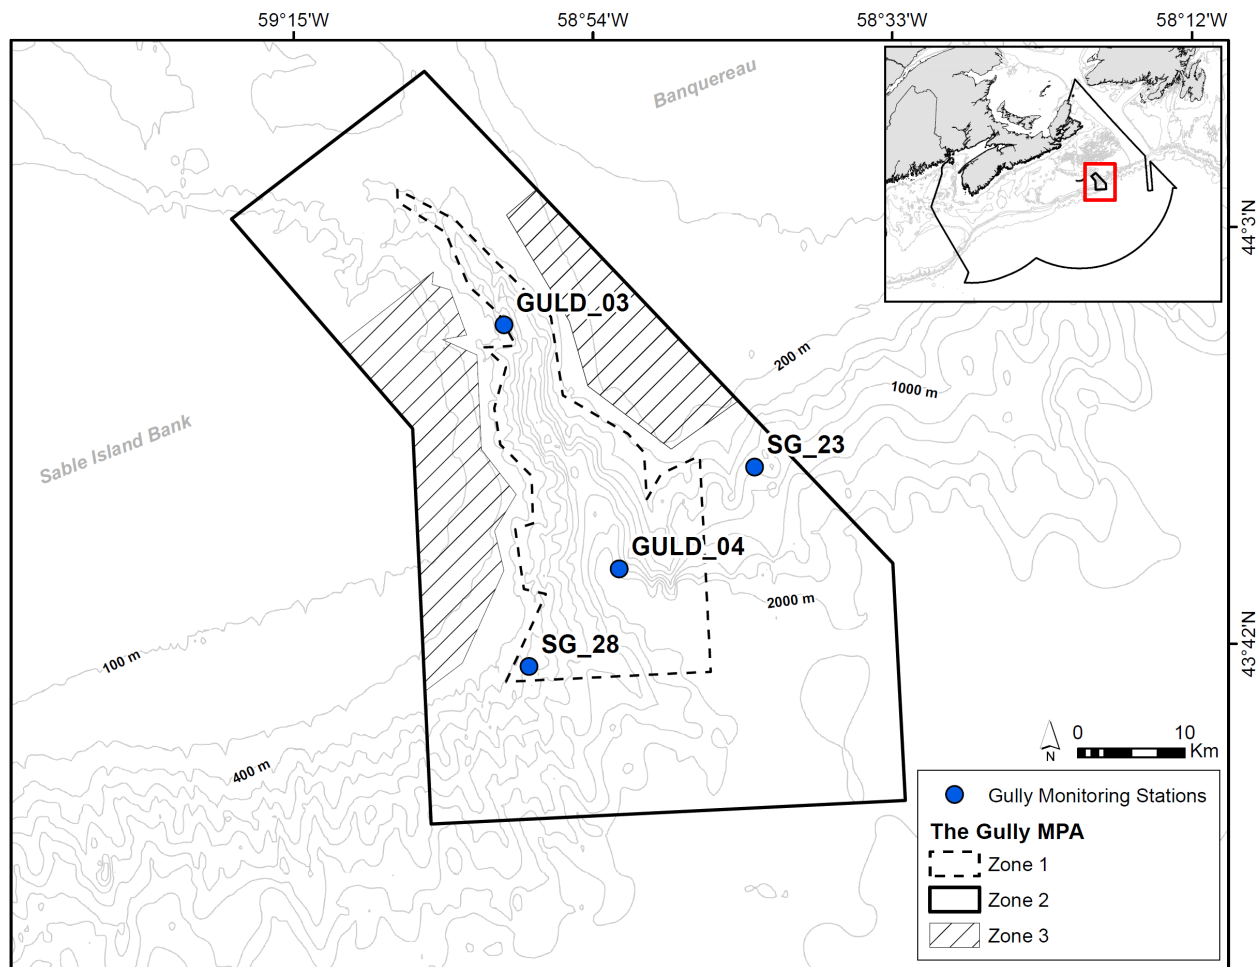 59°15'W
58°54'W
58°33'W
58°12'W
Banquereau
44°3'N
GULD_03
200 m
1000 m
Sable Island Bank
SG_23
GULD_04
2000 m
SG_28
43°42'N
100 m
400 m
N
0 10
Km
Gully Monitoring Stations
The Gully MPA
Zone 1
Zone 2
Zone 3